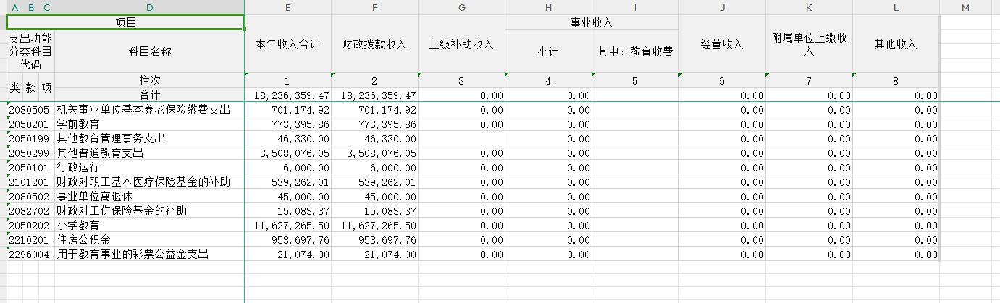 A B C D E F G H I J K L M
项目
本年收入合计 财政拨款收入 上级补助收入 事业收入 经营收入 附属单位上缴收入 其他收入
支出功能
分类科目
代码
科目名称
小计 其中：教育收费
类 款 项
栏次 1 2 3 4 5 6 7 8
合计 18,236,359.47 18,236,359.47 0.00 0.00 0.00 0.00 0.00
2080505 机关事业单位基本养老保险缴费支出 701,174.92 701,174.92 0.00 0.00 0.00 0.00 0.00
2050201 学前教育 773,395.86 773,395.86 0.00 0.00 0.00 0.00 0.00
2050199 其他教育管理事务支出 46,330.00 46,330.00 0.00 0.00 0.00 0.00
2050299 其他普通教育支出 3,508,076.05 3,508,076.05 0.00 0.00 0.00 0.00 0.00
2050101 行政运行 6,000.00 6,000.00 0.00 0.00 0.00 0.00 0.00
2101201 财政对职工基本医疗保险基金的补助 539,262.01 539,262.01 0.00 0.00 0.00 0.00 0.00
2080502 事业单位离退休 45,000.00 45,000.00 0.00 0.00 0.00 0.00 0.00
2082702 财政对工伤保险基金的补助 15,083.37 15,083.37 0.00 0.00 0.00 0.00 0.00
2050202 小学教育 11,627,265.50 11,627,265.50 0.00 0.00 0.00 0.00 0.00
2210201 住房公积金 953,697.76 953,697.76 0.00 0.00 0.00 0.00 0.00
2296004 用于教育事业的彩票公益金支出 21,074.00 21,074.00 0.00 0.00 0.00 0.00 0.00